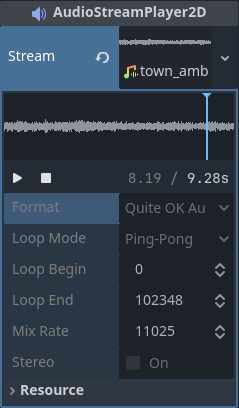 AudioStreamPlayer2D
Stream
town_amb
8.19 / 9.28s
Format Quite OK Au
Loop Mode Ping-Pong
Loop Begin 0
Loop End 102348
Mix Rate 11025
Stereo On
Resource